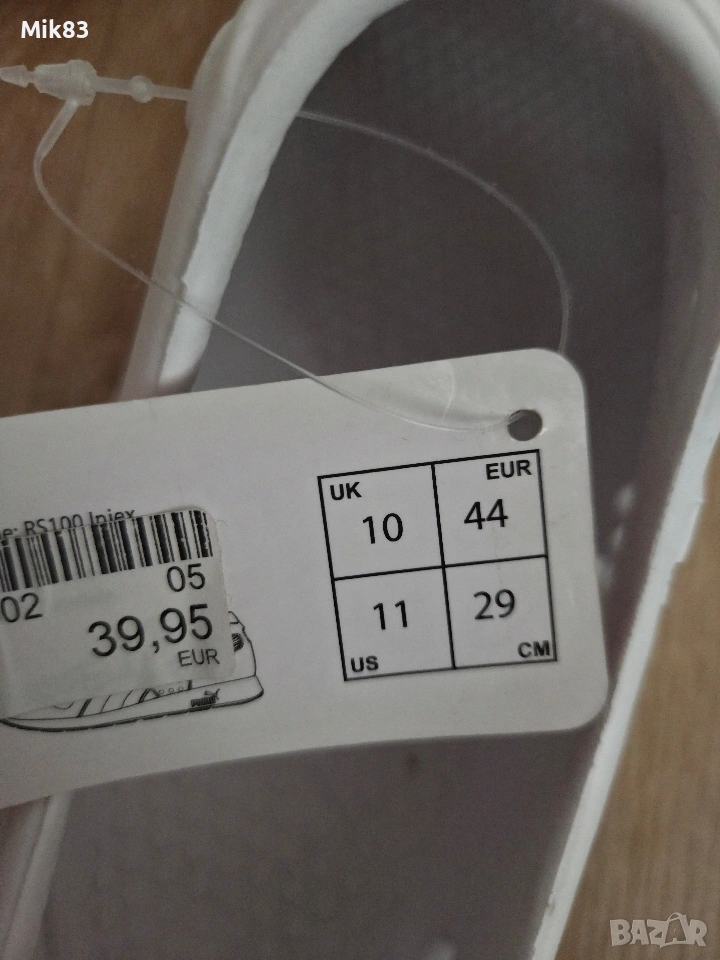 Mik83
e: RS100 Injex
02 05
39,95
EUR
PUMA
UK 10
EUR 44
11 US
29 CM
BAZAR